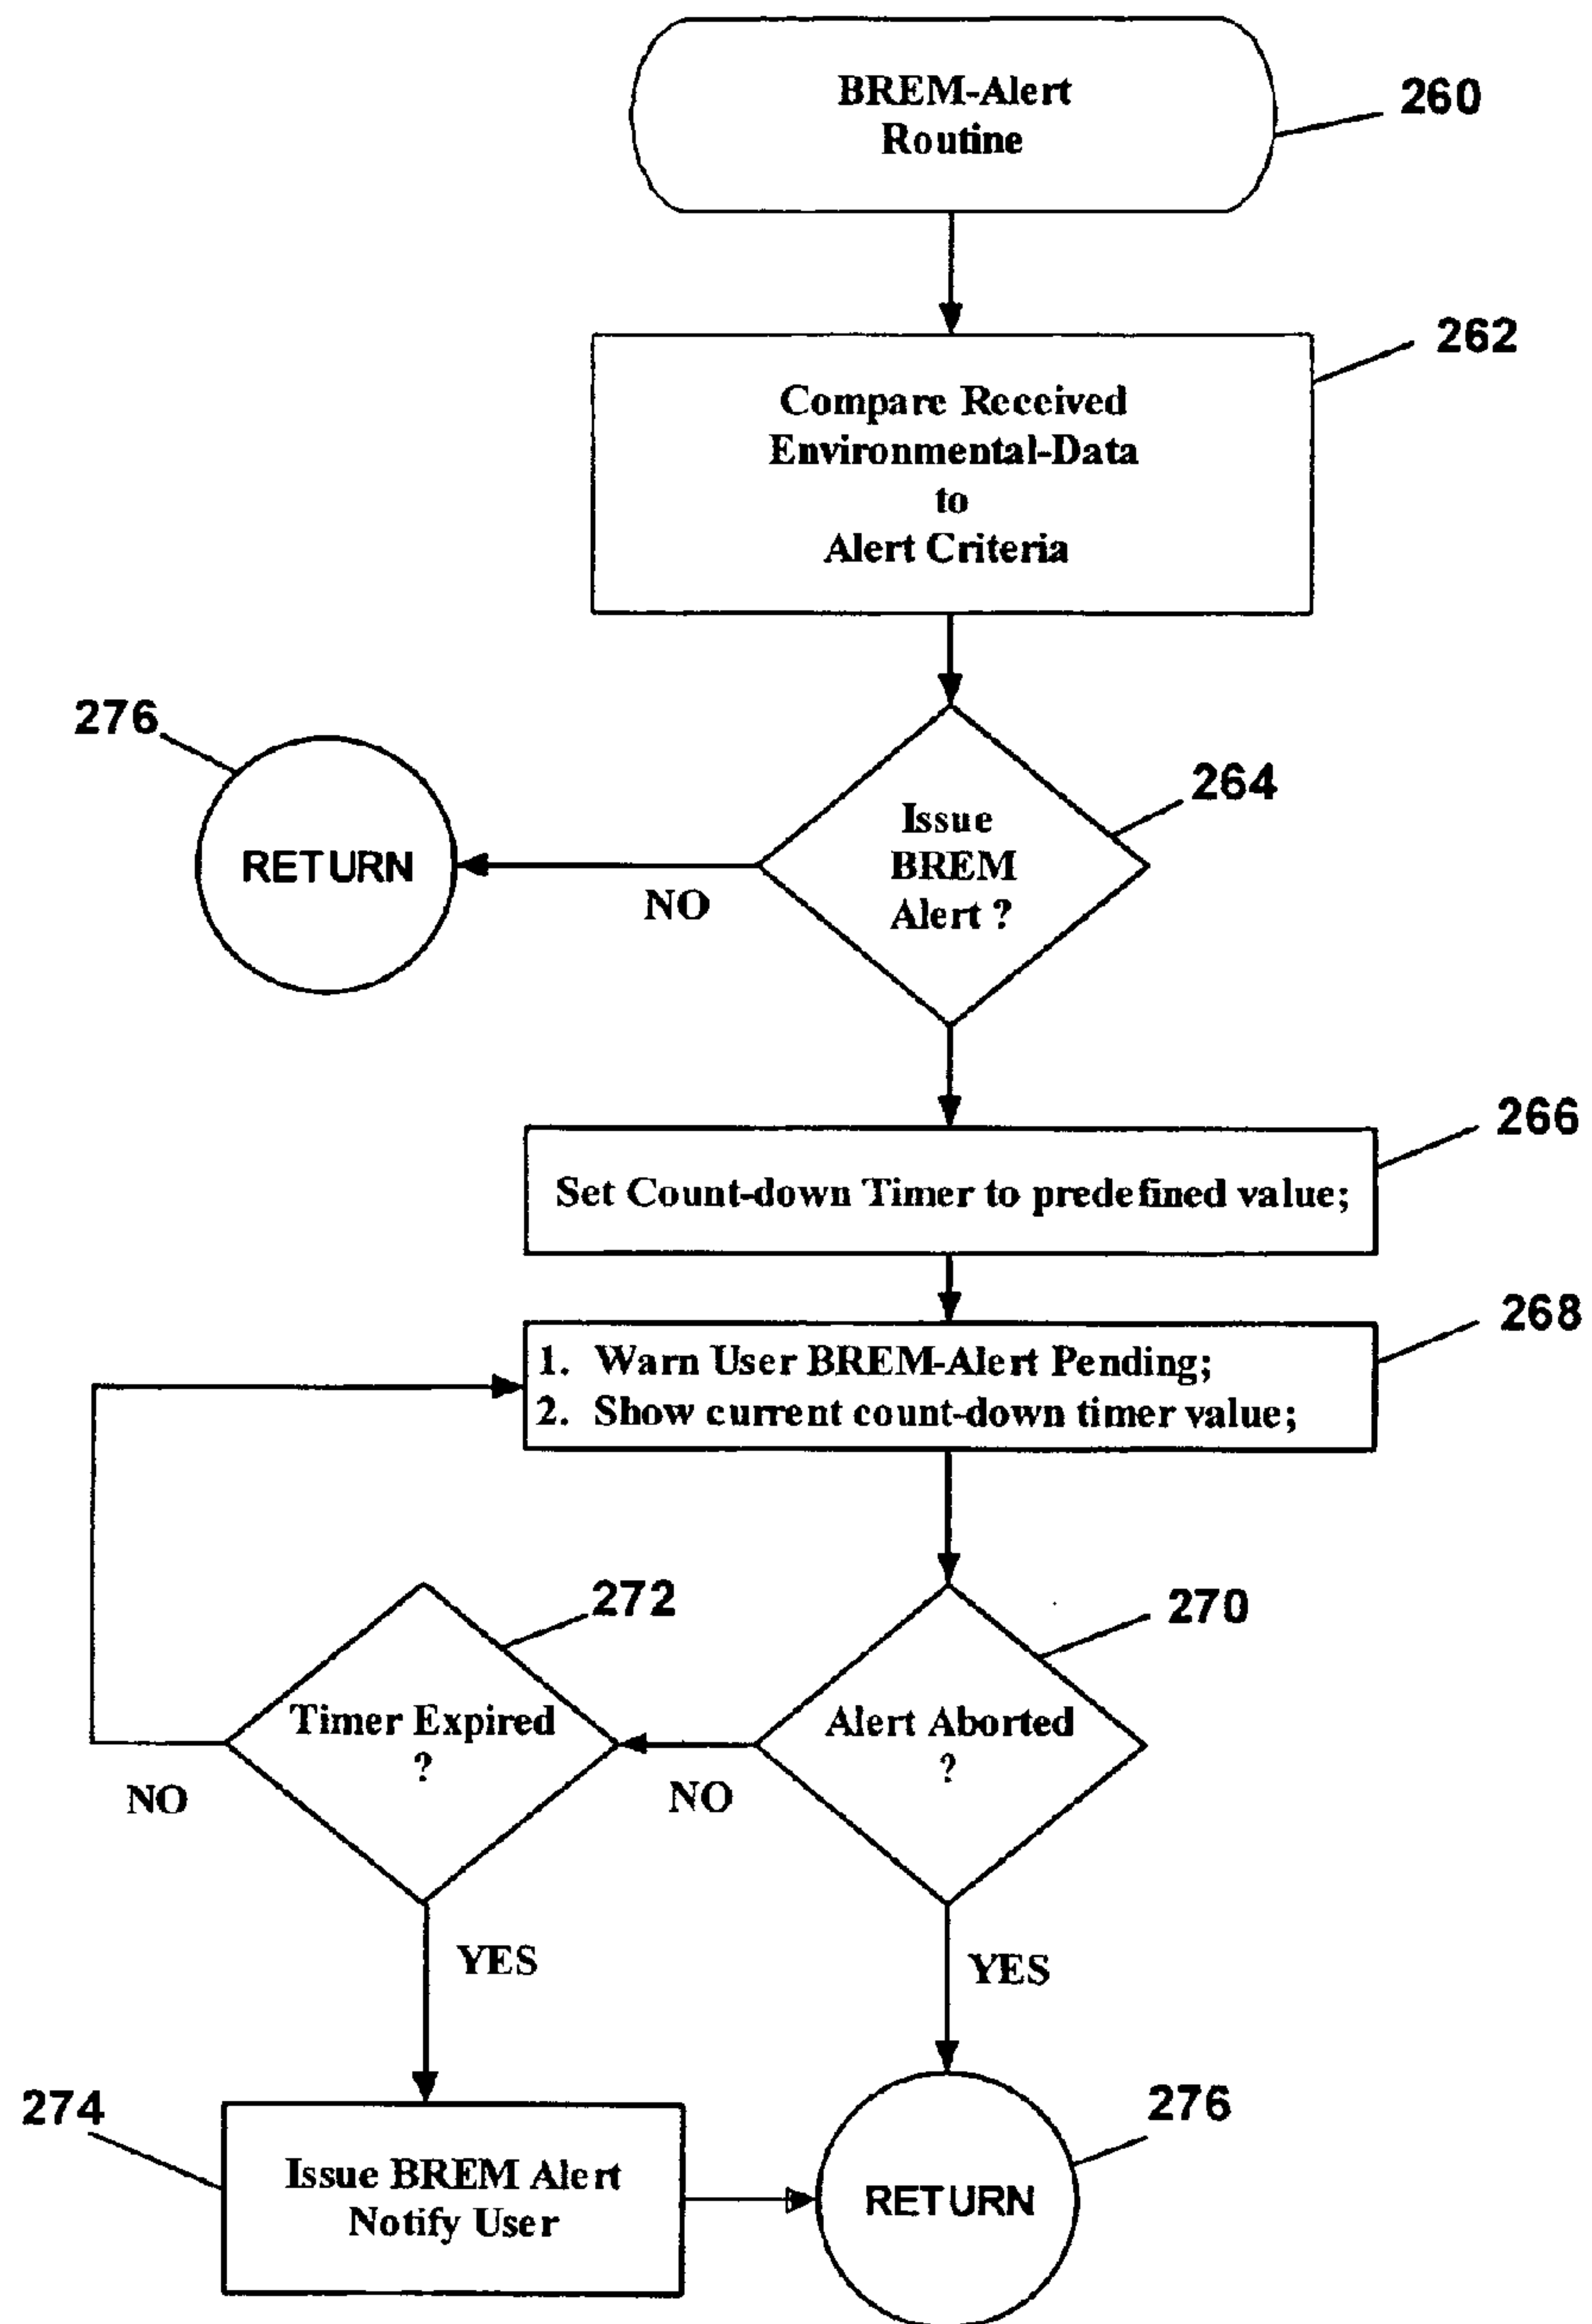 BREM-Alert
Routine
260
Compare Received
Environmental-Data
to
Alert Criteria
262
276
RETURN
NO
Issue
BREM
Alert ?
264
Set Count-down Timer to predefined value;
266
1. Warn User BREM-Alert Pending;
2. Show current count-down timer value;
268
272
Timer Expired
?
NO
YES
270
Alert Aborted
?
NO
YES
274
Issue BREM Alert
Notify User
276
RETURN